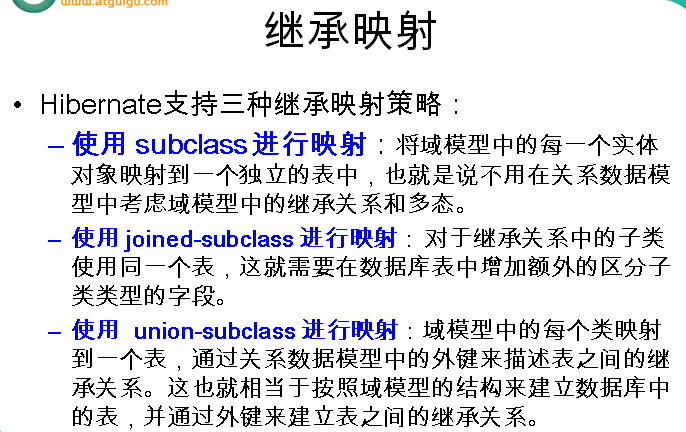 www.atguigu.com
继承映射
• Hibernate支持三种继承映射策略：
– 使用 subclass 进行映射：将域模型中的每一个实体
对象映射到一个独立的表中，也就是说不用在关系数据模
型中考虑域模型中的继承关系和多态。
– 使用 joined-subclass 进行映射： 对于继承关系中的子类
使用同一个表，这就需要在数据库表中增加额外的区分子
类类型的字段。
– 使用 union-subclass 进行映射：域模型中的每个类映射
到一个表，通过关系数据模型中的外键来描述表之间的继
承关系。这也就相当于按照域模型的结构来建立数据库中
的表，并通过外键来建立表之间的继承关系。